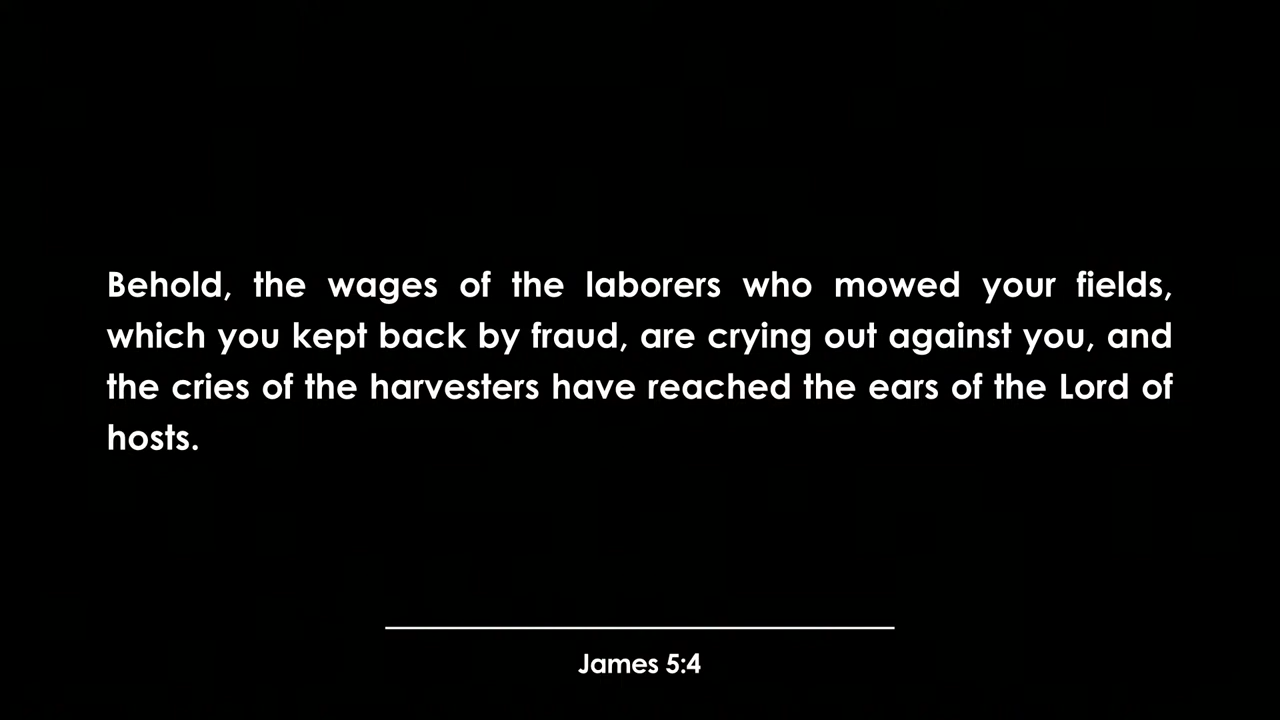 Behold, the wages of the laborers who mowed your fields,
which you kept back by fraud, are crying out against you, and
the cries of the harvesters have reached the ears of the Lord of
hosts.
James 5:4